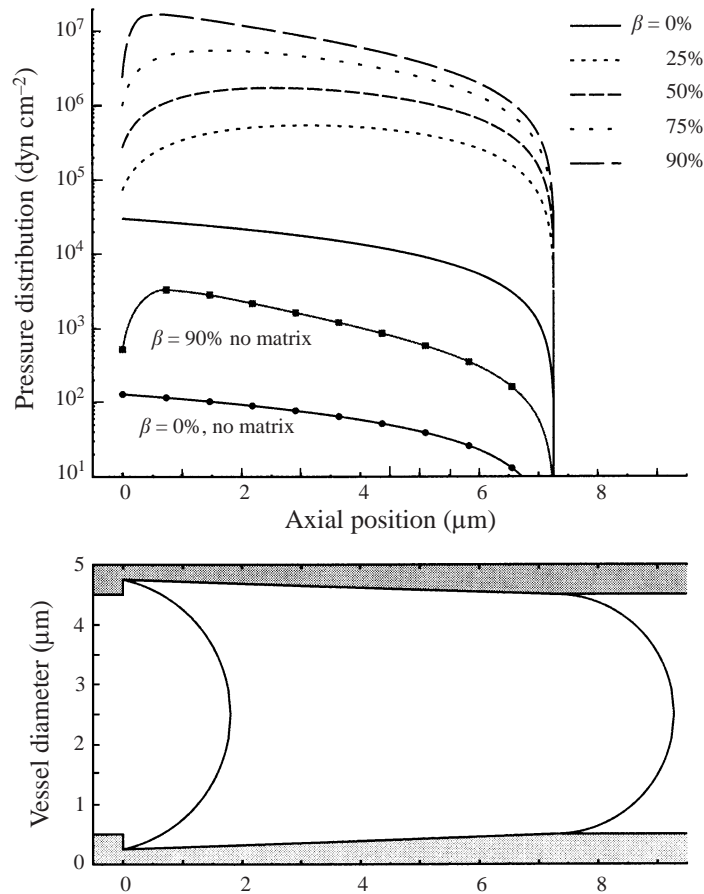 Pressure distribution (dyn cm⁻²)
10⁷
10⁶
10⁵
10⁴
10³
10²
10¹
β = 0%
25%
50%
75%
90%
β = 90% no matrix
β = 0%, no matrix
0 2 4 6 8
Axial position (µm)
Vessel diameter (µm)
5
4
3
2
1
0
0 2 4 6 8